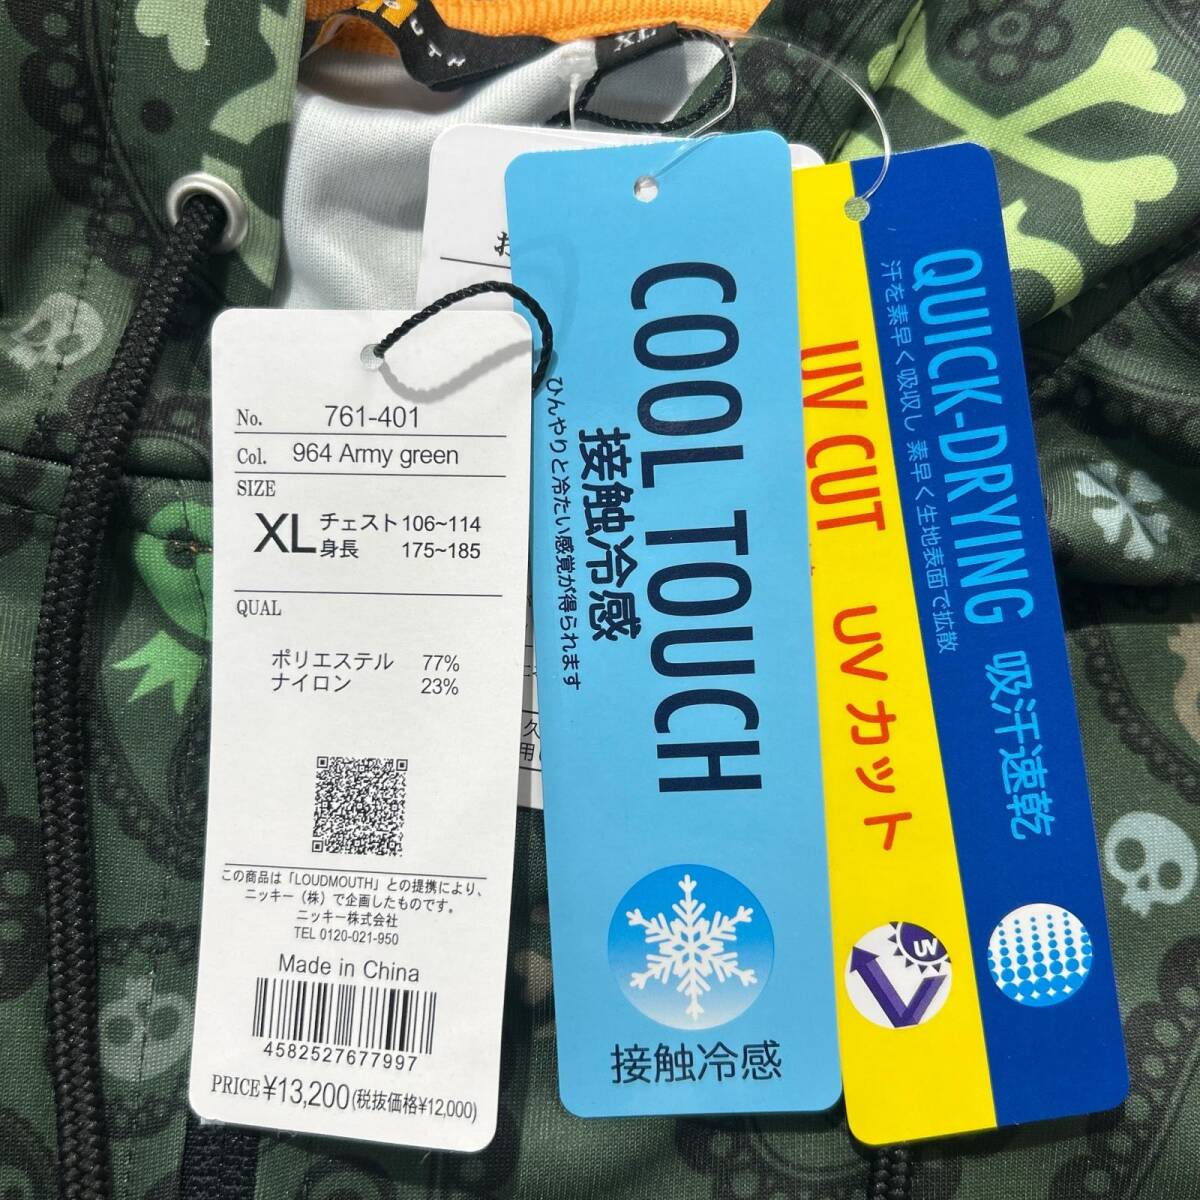 XL
No. 761-401
Col. 964 Army green
SIZE
XL チェスト 106~114
身長 175~185
QUAL
ポリエステル 77%
ナイロン 23%
この商品は「LOUDMOUTH」との提携により、
ニッキー(株)で企画したものです。
ニッキー株式会社
TEL 0120-021-950
Made in China
4582527677997
PRICE ¥13,200(税抜価格¥12,000)
COOL TOUCH
接触冷感
ひんやりと冷たい感覚が得られます
接触冷感
UV CUT UVカット
UV
QUICK-DRYING 吸汗速乾
汗を素早く吸収し 素早く生地表面で拡散